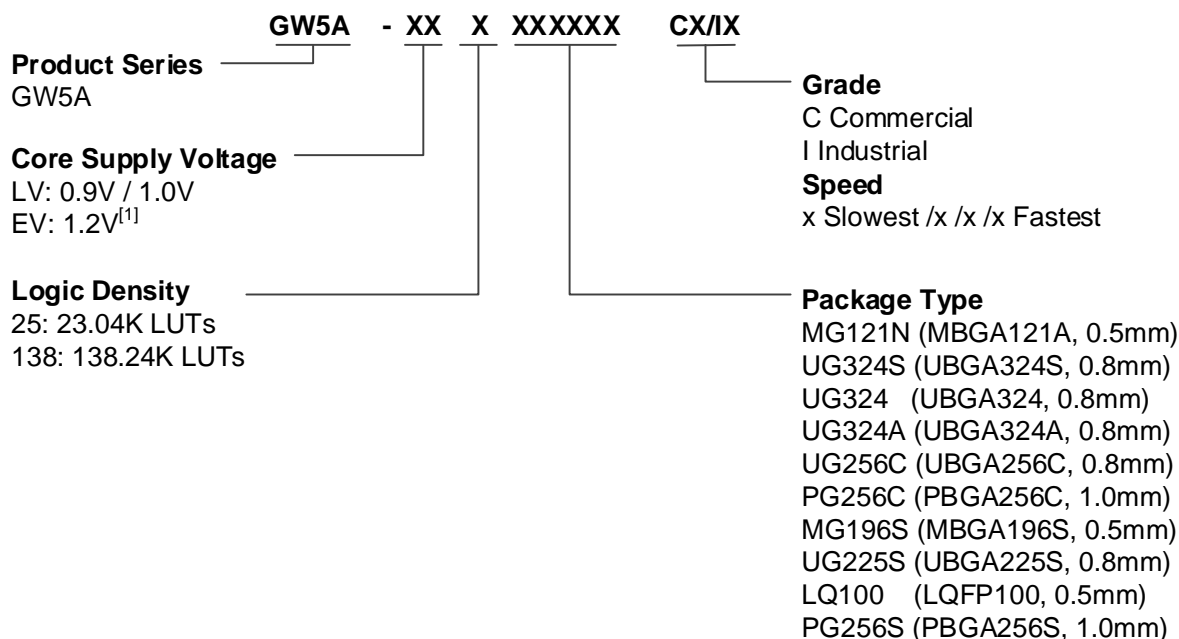 GW5A - XX X XXXXXX CX/IX
Product Series
GW5A
Core Supply Voltage
LV: 0.9V / 1.0V
EV: 1.2V[1]
Logic Density
25: 23.04K LUTs
138: 138.24K LUTs
Grade
C Commercial
I Industrial
Speed
x Slowest /x /x /x Fastest
Package Type
MG121N (MBGA121A, 0.5mm)
UG324S (UBGA324S, 0.8mm)
UG324 (UBGA324, 0.8mm)
UG324A (UBGA324A, 0.8mm)
UG256C (UBGA256C, 0.8mm)
PG256C (PBGA256C, 1.0mm)
MG196S (MBGA196S, 0.5mm)
UG225S (UBGA225S, 0.8mm)
LQ100 (LQFP100, 0.5mm)
PG256S (PBGA256S, 1.0mm)